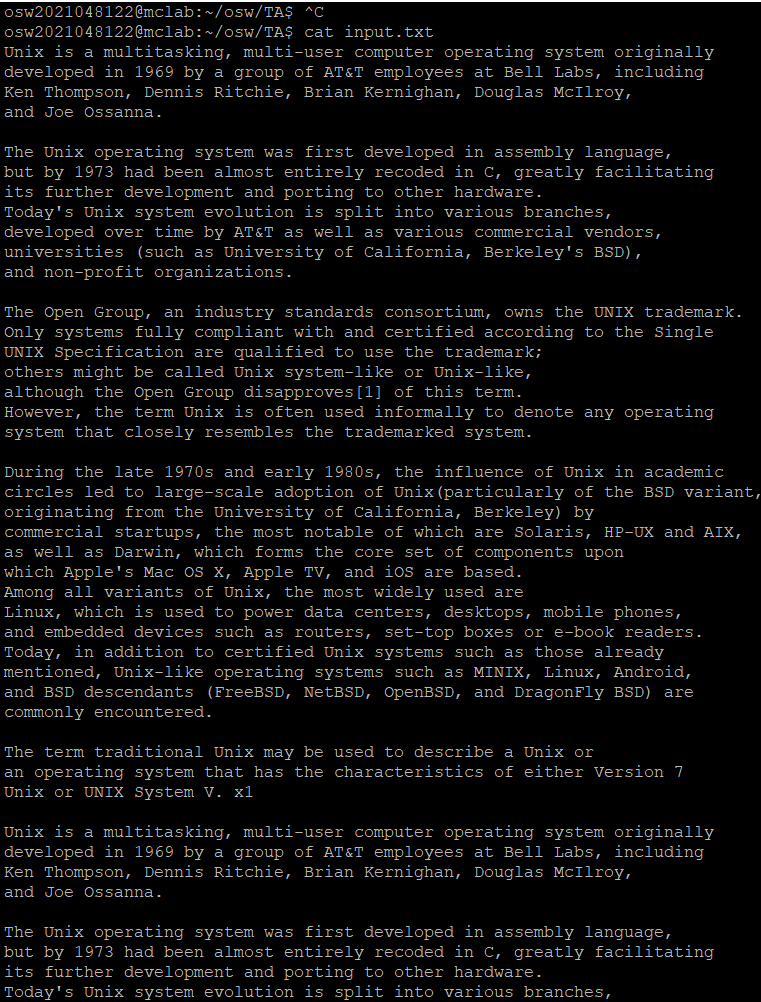 osw2021048122@mclab:~/osw/TA$ ^C
osw2021048122@mclab:~/osw/TA$ cat input.txt
Unix is a multitasking, multi-user computer operating system originally
developed in 1969 by a group of AT&T employees at Bell Labs, including
Ken Thompson, Dennis Ritchie, Brian Kernighan, Douglas McIlroy,
and Joe Ossanna.

The Unix operating system was first developed in assembly language,
but by 1973 had been almost entirely recoded in C, greatly facilitating
its further development and porting to other hardware.
Today's Unix system evolution is split into various branches,
developed over time by AT&T as well as various commercial vendors,
universities (such as University of California, Berkeley's BSD),
and non-profit organizations.

The Open Group, an industry standards consortium, owns the UNIX trademark.
Only systems fully compliant with and certified according to the Single
UNIX Specification are qualified to use the trademark;
others might be called Unix system-like or Unix-like,
although the Open Group disapproves[1] of this term.
However, the term Unix is often used informally to denote any operating
system that closely resembles the trademarked system.

During the late 1970s and early 1980s, the influence of Unix in academic
circles led to large-scale adoption of Unix(particularly of the BSD variant,
originating from the University of California, Berkeley) by
commercial startups, the most notable of which are Solaris, HP-UX and AIX,
as well as Darwin, which forms the core set of components upon
which Apple's Mac OS X, Apple TV, and iOS are based.
Among all variants of Unix, the most widely used are
Linux, which is used to power data centers, desktops, mobile phones,
and embedded devices such as routers, set-top boxes or e-book readers.
Today, in addition to certified Unix systems such as those already
mentioned, Unix-like operating systems such as MINIX, Linux, Android,
and BSD descendants (FreeBSD, NetBSD, OpenBSD, and DragonFly BSD) are
commonly encountered.

The term traditional Unix may be used to describe a Unix or
an operating system that has the characteristics of either Version 7
Unix or UNIX System V. x1

Unix is a multitasking, multi-user computer operating system originally
developed in 1969 by a group of AT&T employees at Bell Labs, including
Ken Thompson, Dennis Ritchie, Brian Kernighan, Douglas McIlroy,
and Joe Ossanna.

The Unix operating system was first developed in assembly language,
but by 1973 had been almost entirely recoded in C, greatly facilitating
its further development and porting to other hardware.
Today's Unix system evolution is split into various branches,